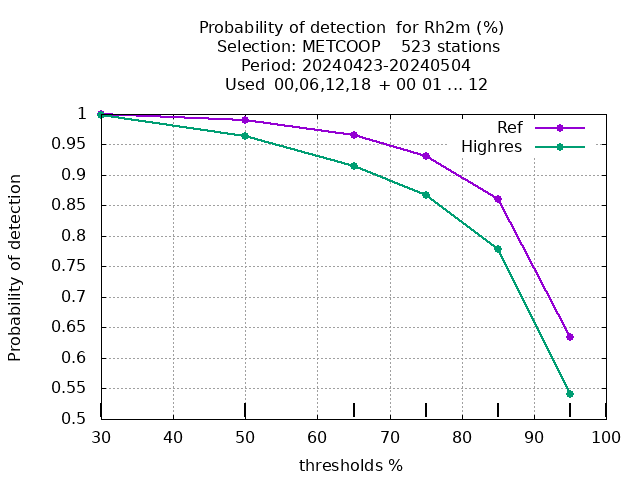 Probability of detection  for Rh2m (%)
Selection: METCOOP    523 stations
Period: 20240423-20240504
Used  00,06,12,18  + 00 01 ... 12
Ref
Highres
1
0.95
0.9
0.85
0.8
0.75
0.7
0.65
0.6
0.55
0.5
Probability of detection
30 40 50 60 70 80 90 100
thresholds %